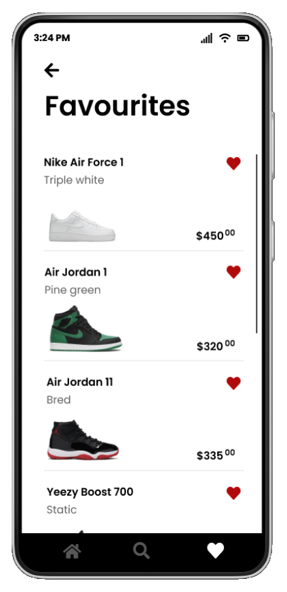 3:24 PM
Favourites
Nike Air Force 1
Triple white
$450 00
Air Jordan 1
Pine green
$320 00
Air Jordan 11
Bred
$335 00
Yeezy Boost 700
Static